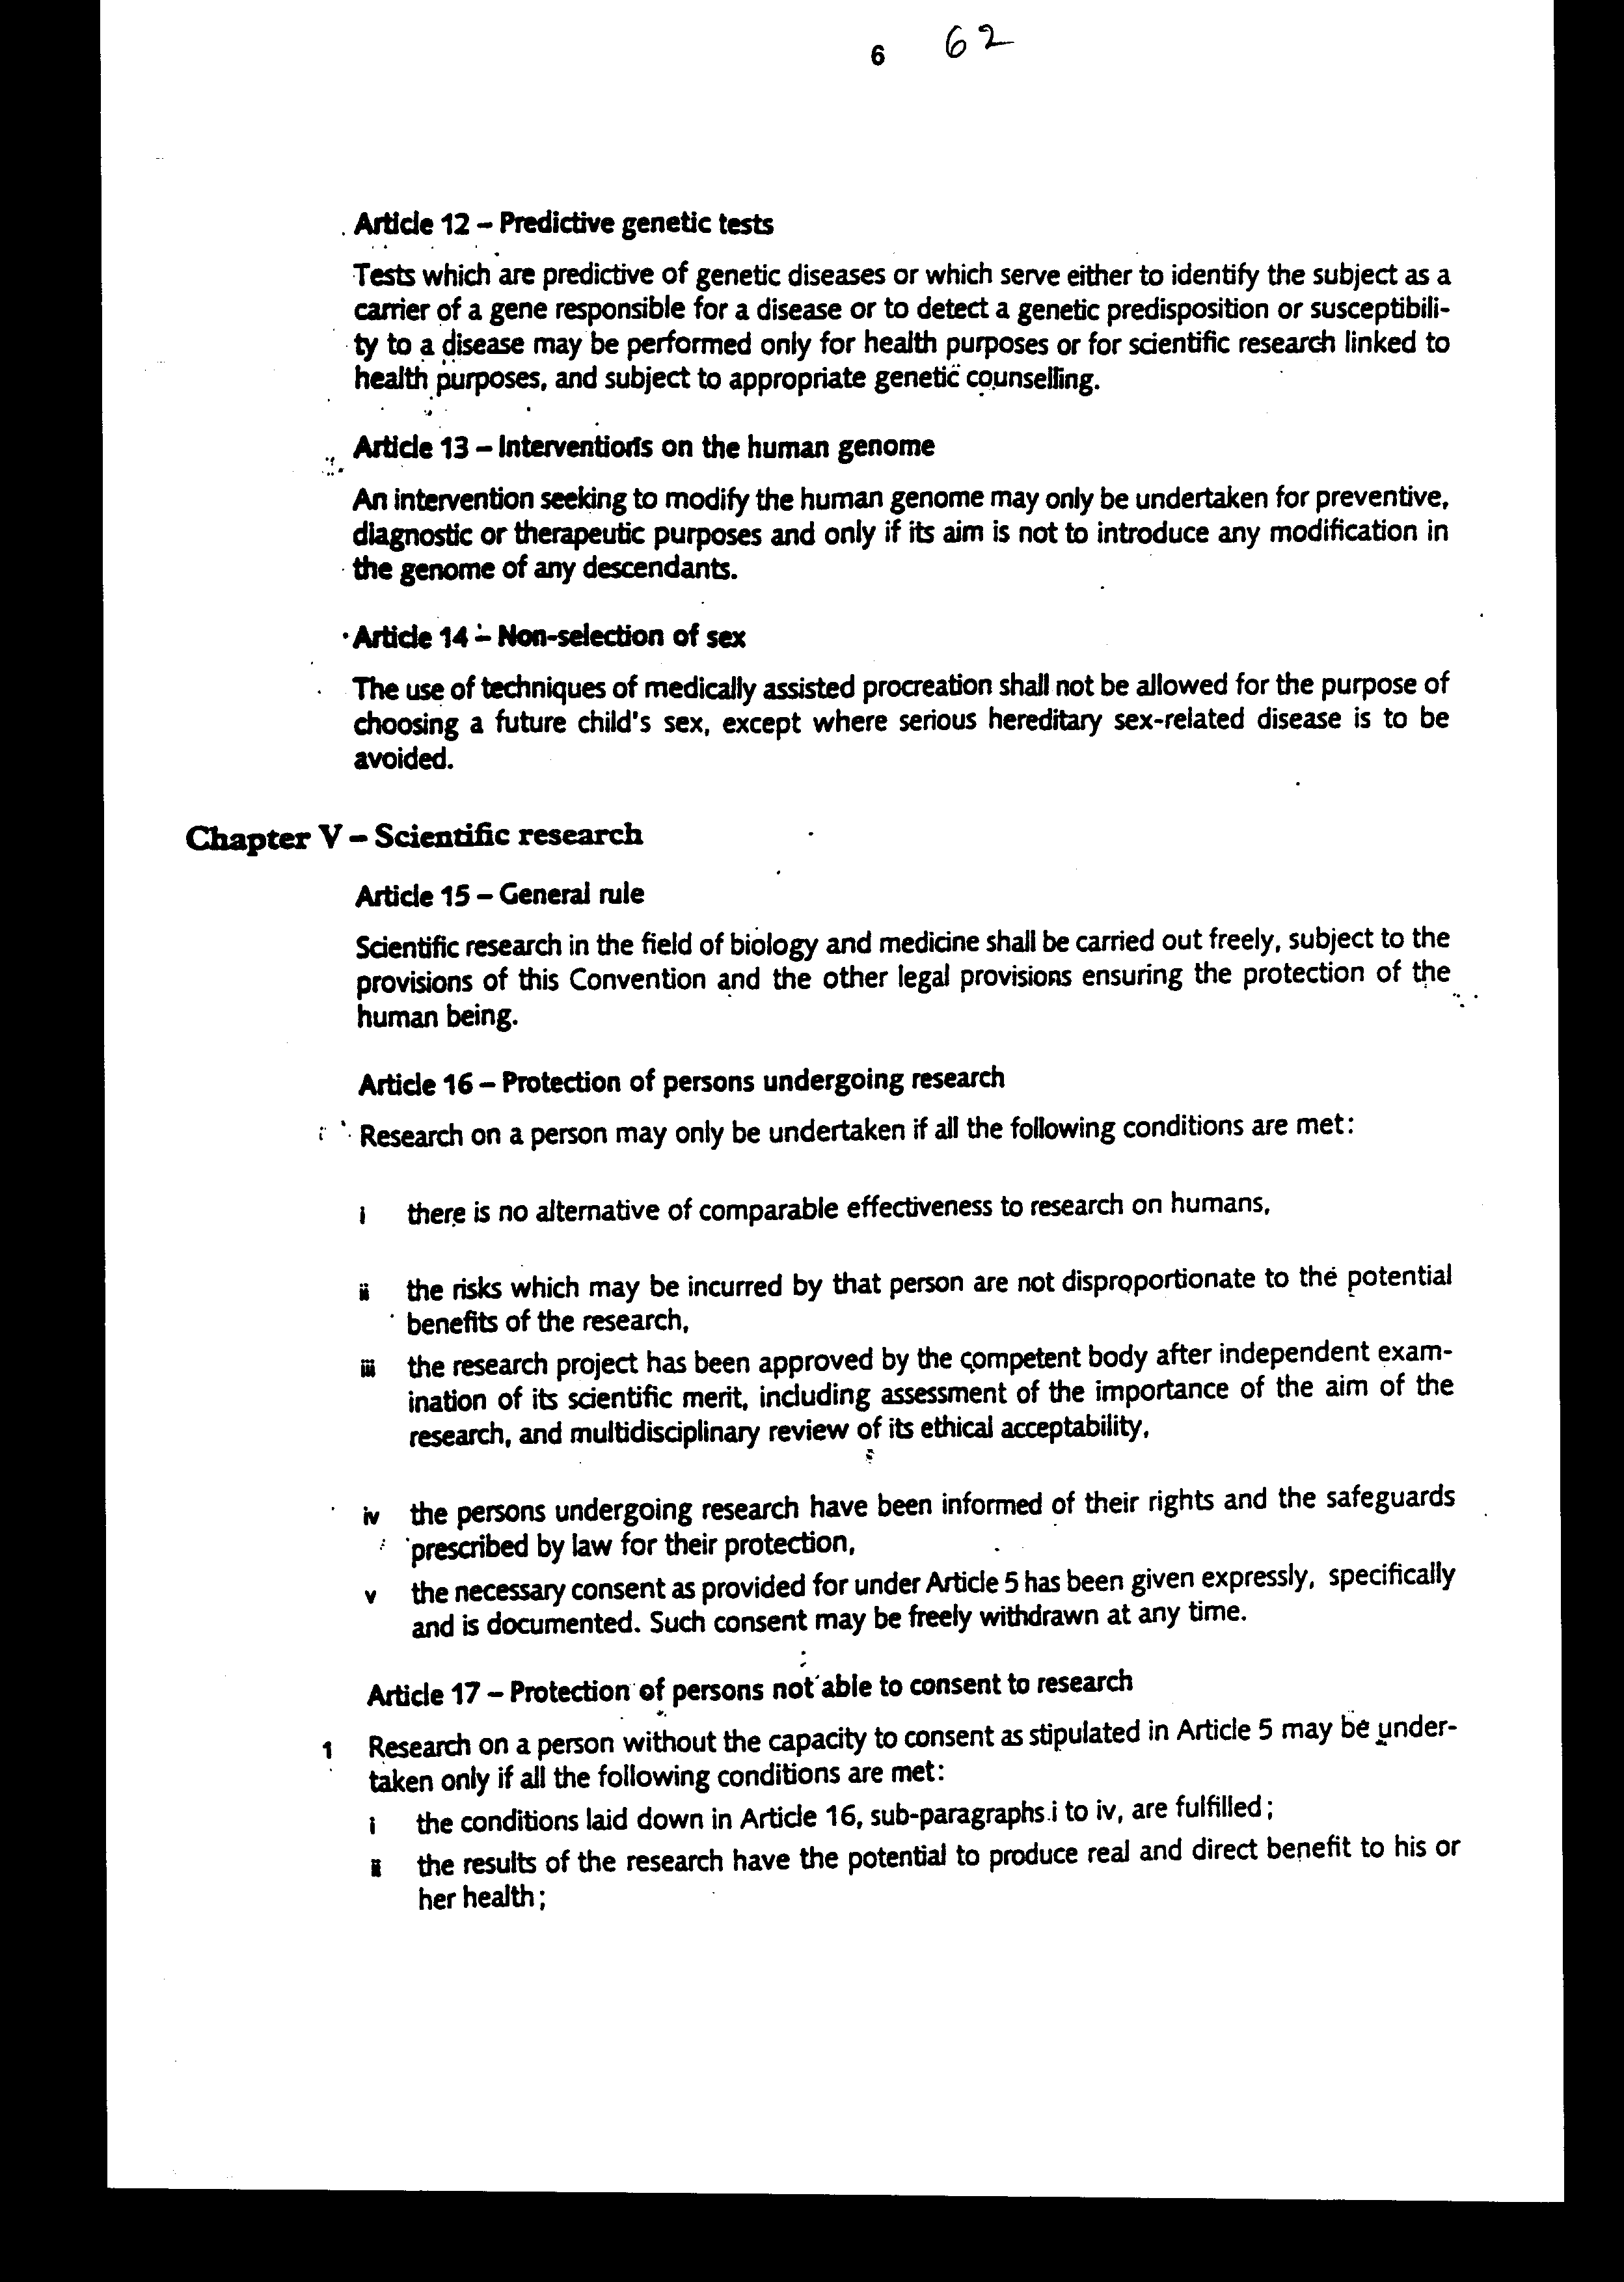 6 62
Article 12 – Predictive genetic tests
Tests which are predictive of genetic diseases or which serve either to identify the subject as a
carrier of a gene responsible for a disease or to detect a genetic predisposition or susceptibili-
ty to a disease may be performed only for health purposes or for scientific research linked to
health purposes, and subject to appropriate genetic counselling.
Article 13 – Interventions on the human genome
An intervention seeking to modify the human genome may only be undertaken for preventive,
diagnostic or therapeutic purposes and only if its aim is not to introduce any modification in
the genome of any descendants.
Article 14 – Non-selection of sex
The use of techniques of medically assisted procreation shall not be allowed for the purpose of
choosing a future child's sex, except where serious hereditary sex-related disease is to be
avoided.
Chapter V – Scientific research
Article 15 – General rule
Scientific research in the field of biology and medicine shall be carried out freely, subject to the
provisions of this Convention and the other legal provisions ensuring the protection of the
human being.
Article 16 – Protection of persons undergoing research
Research on a person may only be undertaken if all the following conditions are met:
i there is no alternative of comparable effectiveness to research on humans,
ii the risks which may be incurred by that person are not disproportionate to the potential
benefits of the research,
iii the research project has been approved by the competent body after independent exam-
ination of its scientific merit, including assessment of the importance of the aim of the
research, and multidisciplinary review of its ethical acceptability,
iv the persons undergoing research have been informed of their rights and the safeguards
prescribed by law for their protection,
v the necessary consent as provided for under Article 5 has been given expressly, specifically
and is documented. Such consent may be freely withdrawn at any time.
Article 17 – Protection of persons not able to consent to research
1 Research on a person without the capacity to consent as stipulated in Article 5 may be under-
taken only if all the following conditions are met:
i the conditions laid down in Article 16, sub-paragraphs i to iv, are fulfilled;
ii the results of the research have the potential to produce real and direct benefit to his or
her health;